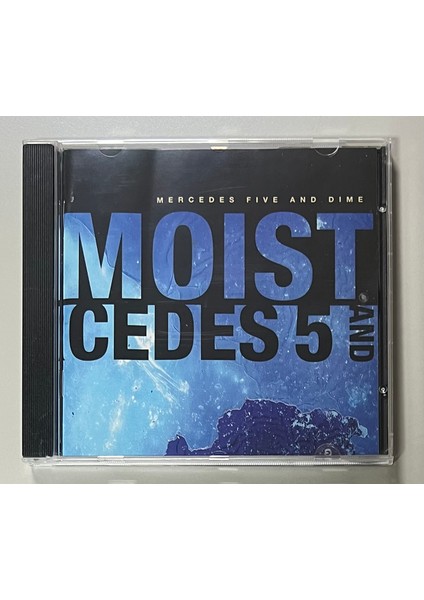 MERCEDES FIVE AND DIME
MOIST
CEDES 5 AND